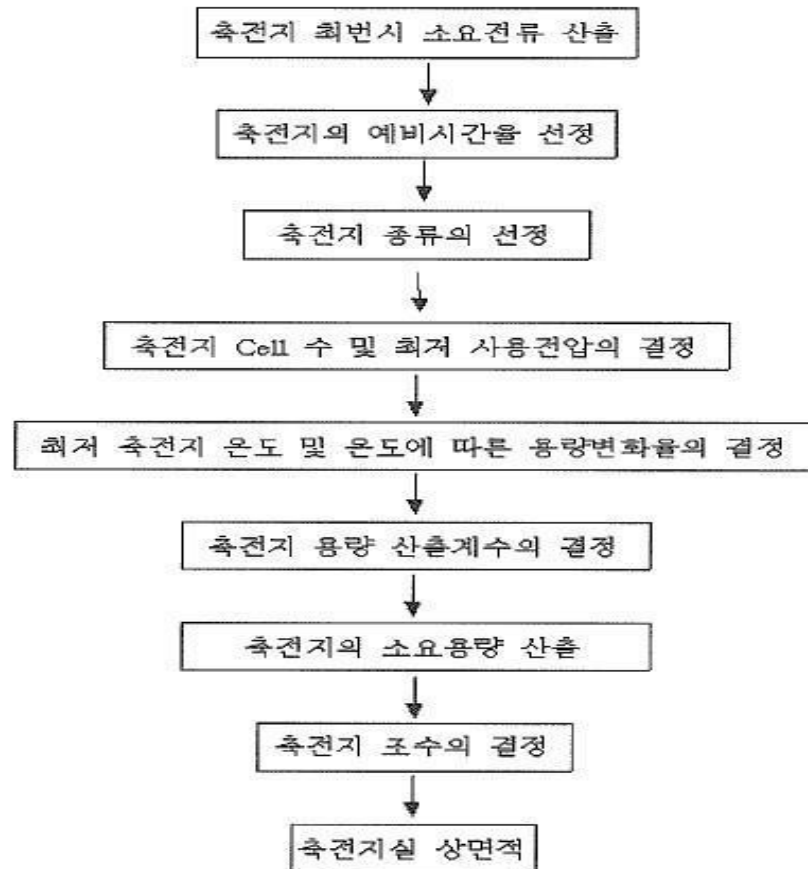 축전지 최번시 소요전류 산출
축전지의 예비시간율 선정
축전지 종류의 선정
축전지 Cell 수 및 최저 사용전압의 결정
최저 축전지 온도 및 온도에 따른 용량변화율의 결정
축전지 용량 산출계수의 결정
축전지의 소요용량 산출
축전지 조수의 결정
축전지실 상면적